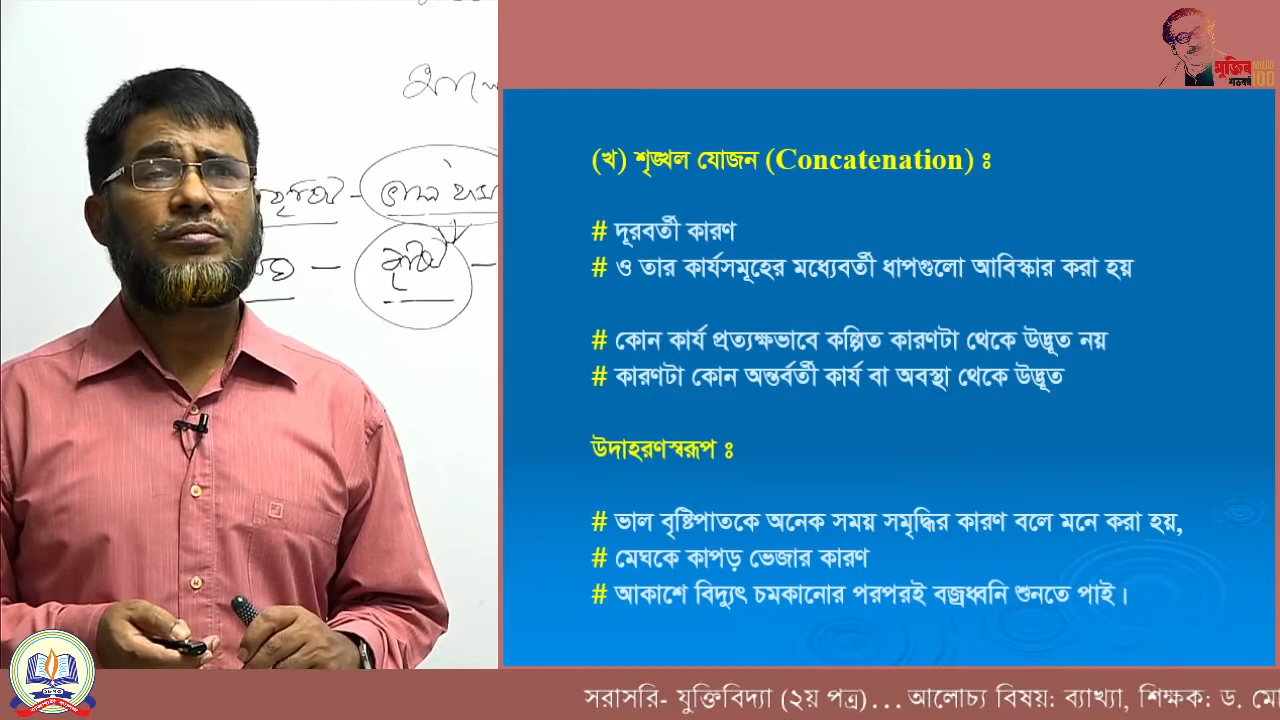 মুক্তিব
100
(খ) শৃঙ্খল যোজন (Concatenation) ঃ
# দূরবর্তী কারণ
# ও তার কার্যসমূহের মধ্যেবর্তী ধাপগুলো আবিস্কার করা হয়
# কোন কার্য প্রত্যক্ষভাবে কল্পিত কারণটা থেকে উদ্ভূত নয়
# কারণটা কোন অন্তর্বর্তী কার্য বা অবস্থা থেকে উদ্ভূত
উদাহরণস্বরূপ ঃ
# ভাল বৃষ্টিপাতকে অনেক সময় সমৃদ্ধির কারণ বলে মনে করা হয়,
# মেঘকে কাপড় ভেজার কারণ
# আকাশে বিদ্যুৎ চমকানোর পরপরই বজ্রধ্বনি শুনতে পাই।
সরাসরি- যুক্তিবিদ্যা (২য় পত্র)... আলোচ্য বিষয়: ব্যাখ্যা, শিক্ষক: ড. মো